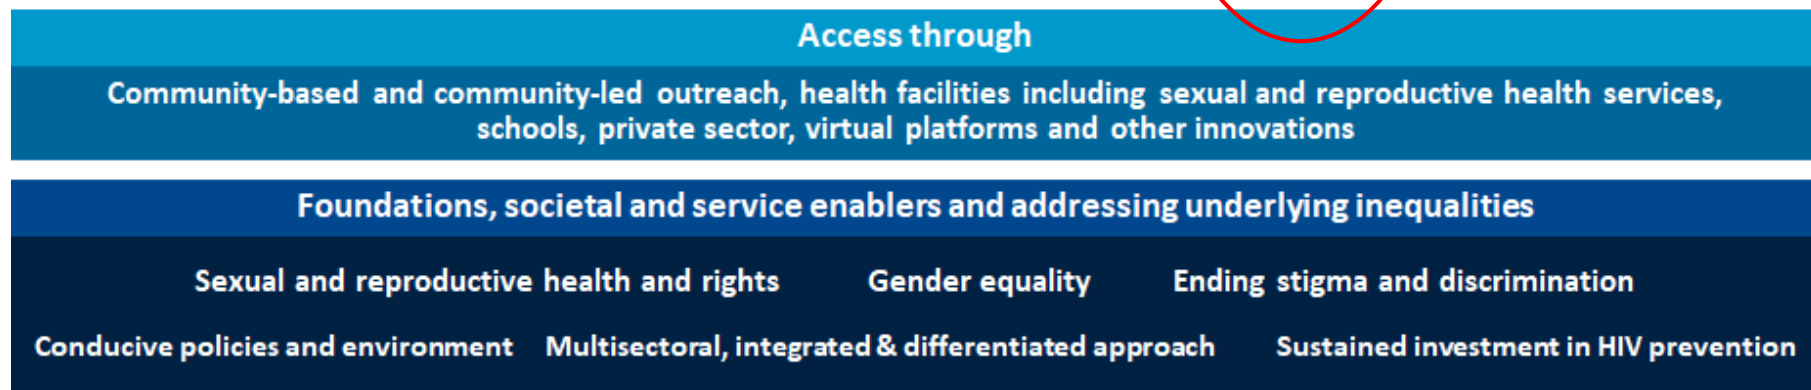 Access through
Community-based and community-led outreach, health facilities including sexual and reproductive health services,
schools, private sector, virtual platforms and other innovations
Foundations, societal and service enablers and addressing underlying inequalities
Sexual and reproductive health and rights Gender equality Ending stigma and discrimination
Conducive policies and environment Multisectoral, integrated & differentiated approach Sustained investment in HIV prevention